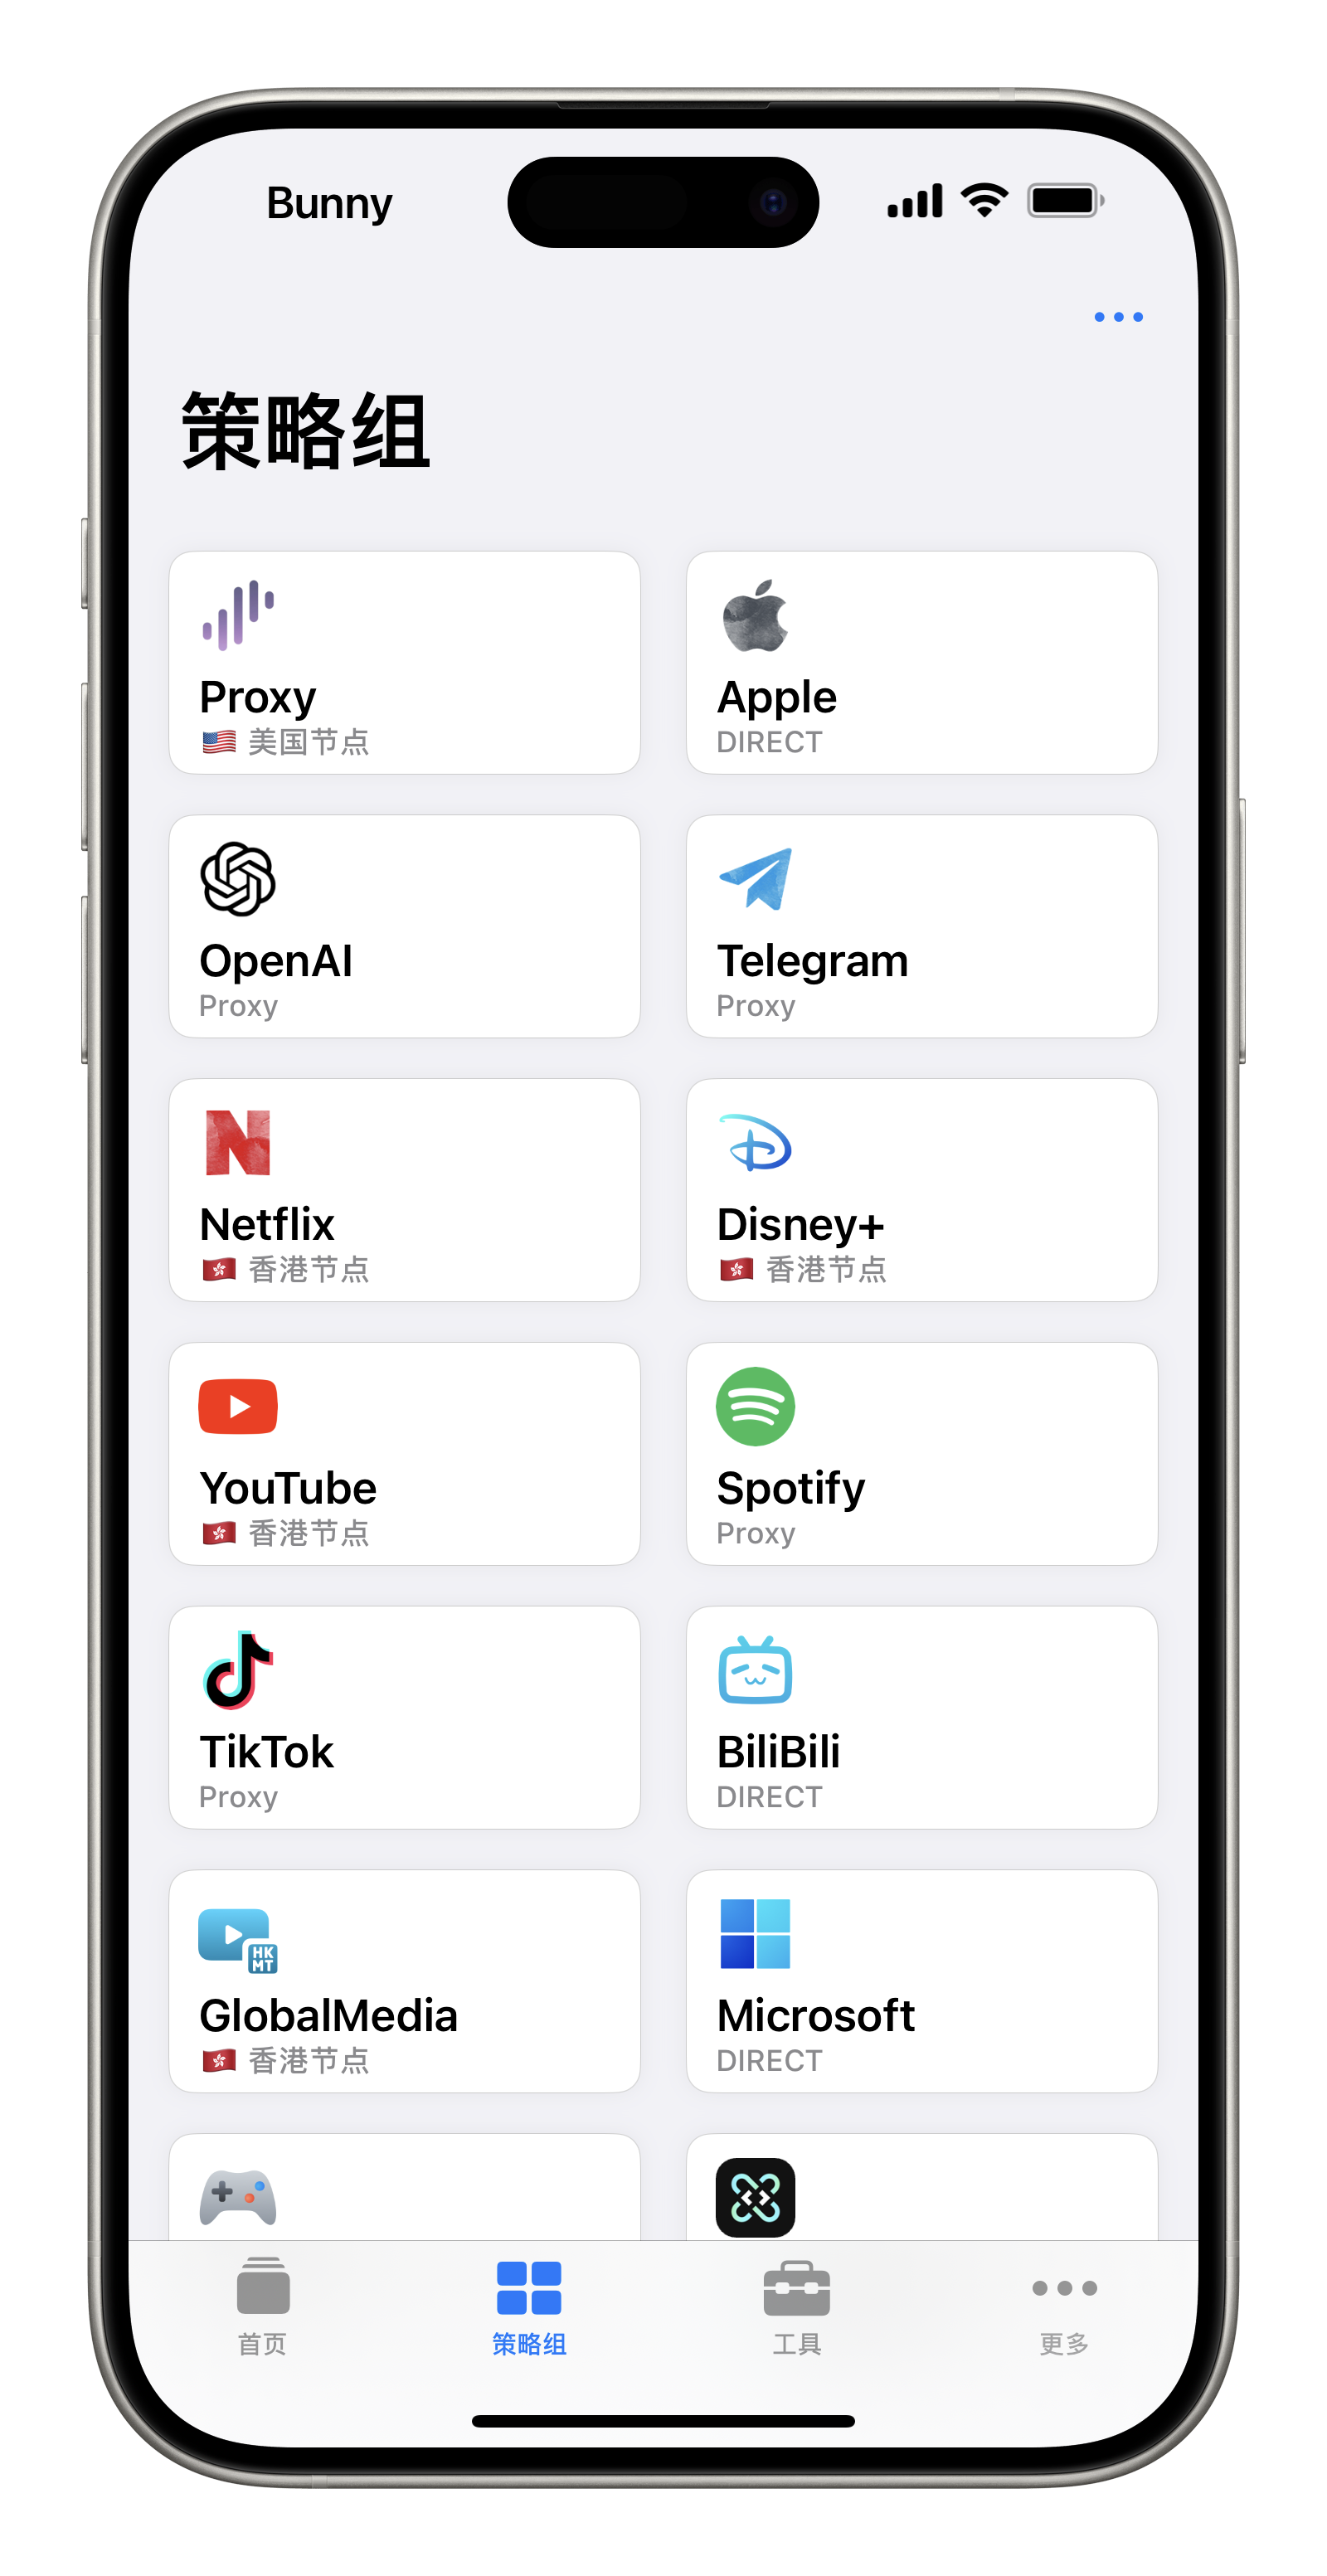 Bunny
策略组
Proxy
🇺🇸 美国节点
Apple
DIRECT
OpenAI
Proxy
Telegram
Proxy
Netflix
🇭🇰 香港节点
Disney+
🇭🇰 香港节点
YouTube
🇭🇰 香港节点
Spotify
Proxy
TikTok
Proxy
BiliBili
DIRECT
HK
MT
GlobalMedia
🇭🇰 香港节点
Microsoft
DIRECT
首页
策略组
工具
更多